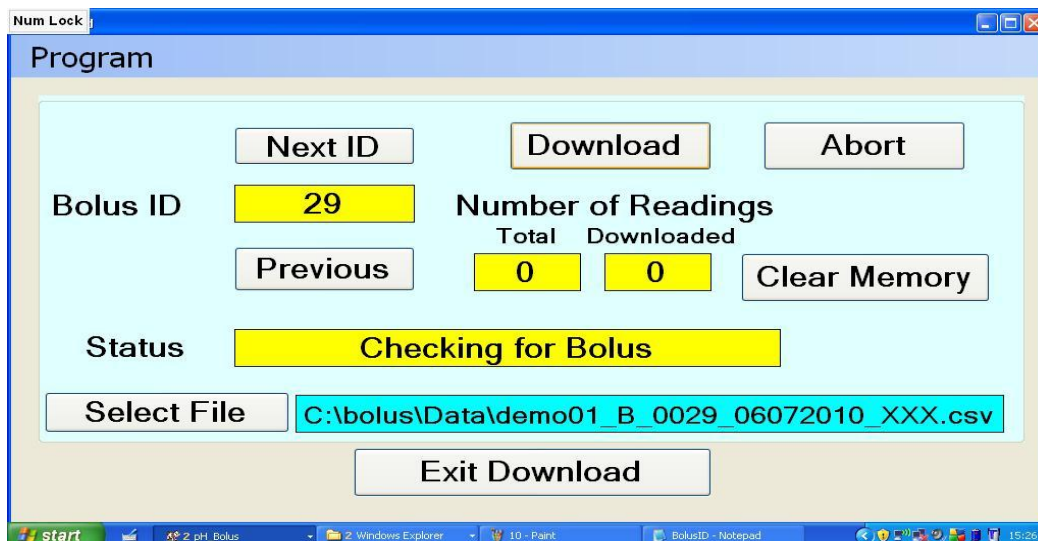 Num Lock
Program
Next ID
Download
Abort
Bolus ID
29
Number of Readings
Total
Downloaded
Previous
0
0
Clear Memory
Status
Checking for Bolus
Select File
C:\bolus\Data\demo01_B_0029_06072010_XXX.csv
Exit Download
start
2 pH Bolus
2 Windows Explorer
10 - Paint
BolusID - Notepad
15:26